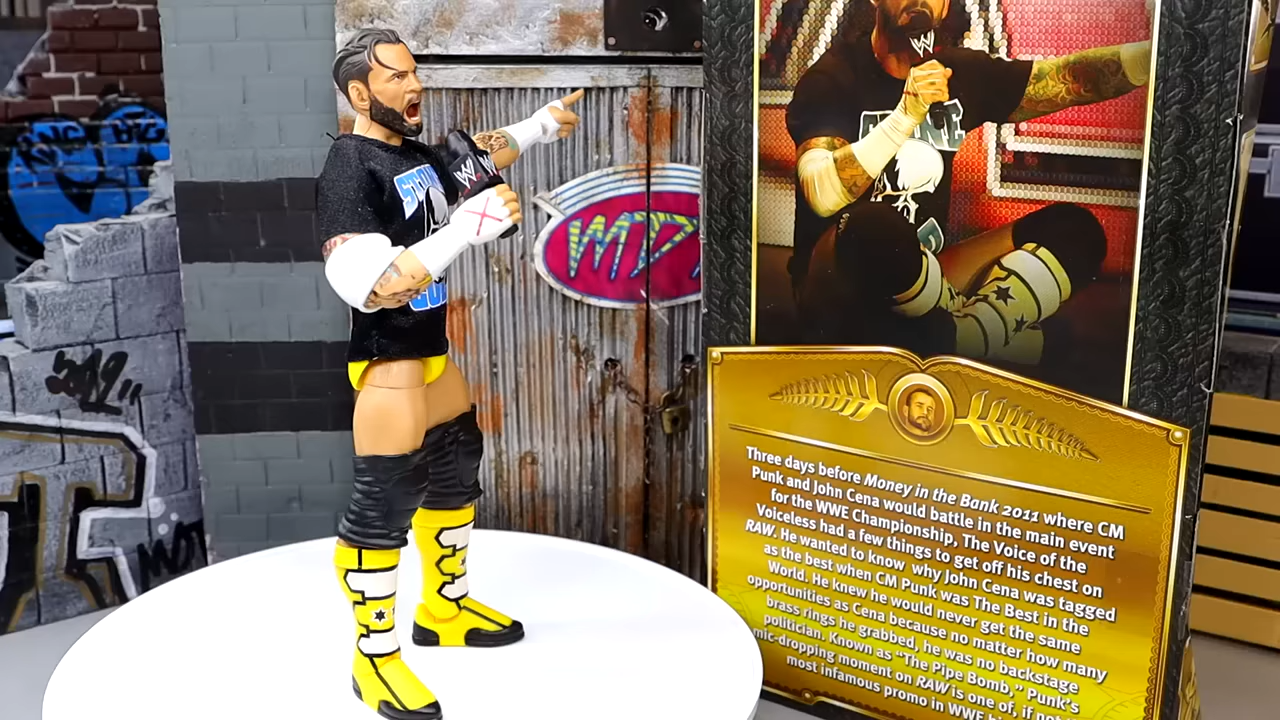 W
STONE
COLD
W
MDT
2012
MDT
Three days before Money in the Bank 2011 where CM
Punk and John Cena would battle in the main event
for the WWE Championship, The Voice of the
Voiceless had a few things to get off his chest on
RAW. He wanted to know why John Cena was tagged
as the best when CM Punk was The Best in the
World. He knew he would never get the same
opportunities as Cena because no matter how many
brass rings he grabbed, he was no backstage
politician. Known as “The Pipe Bomb,” Punk’s
mic-dropping moment on RAW is one of, if not
most infamous promo in WWE